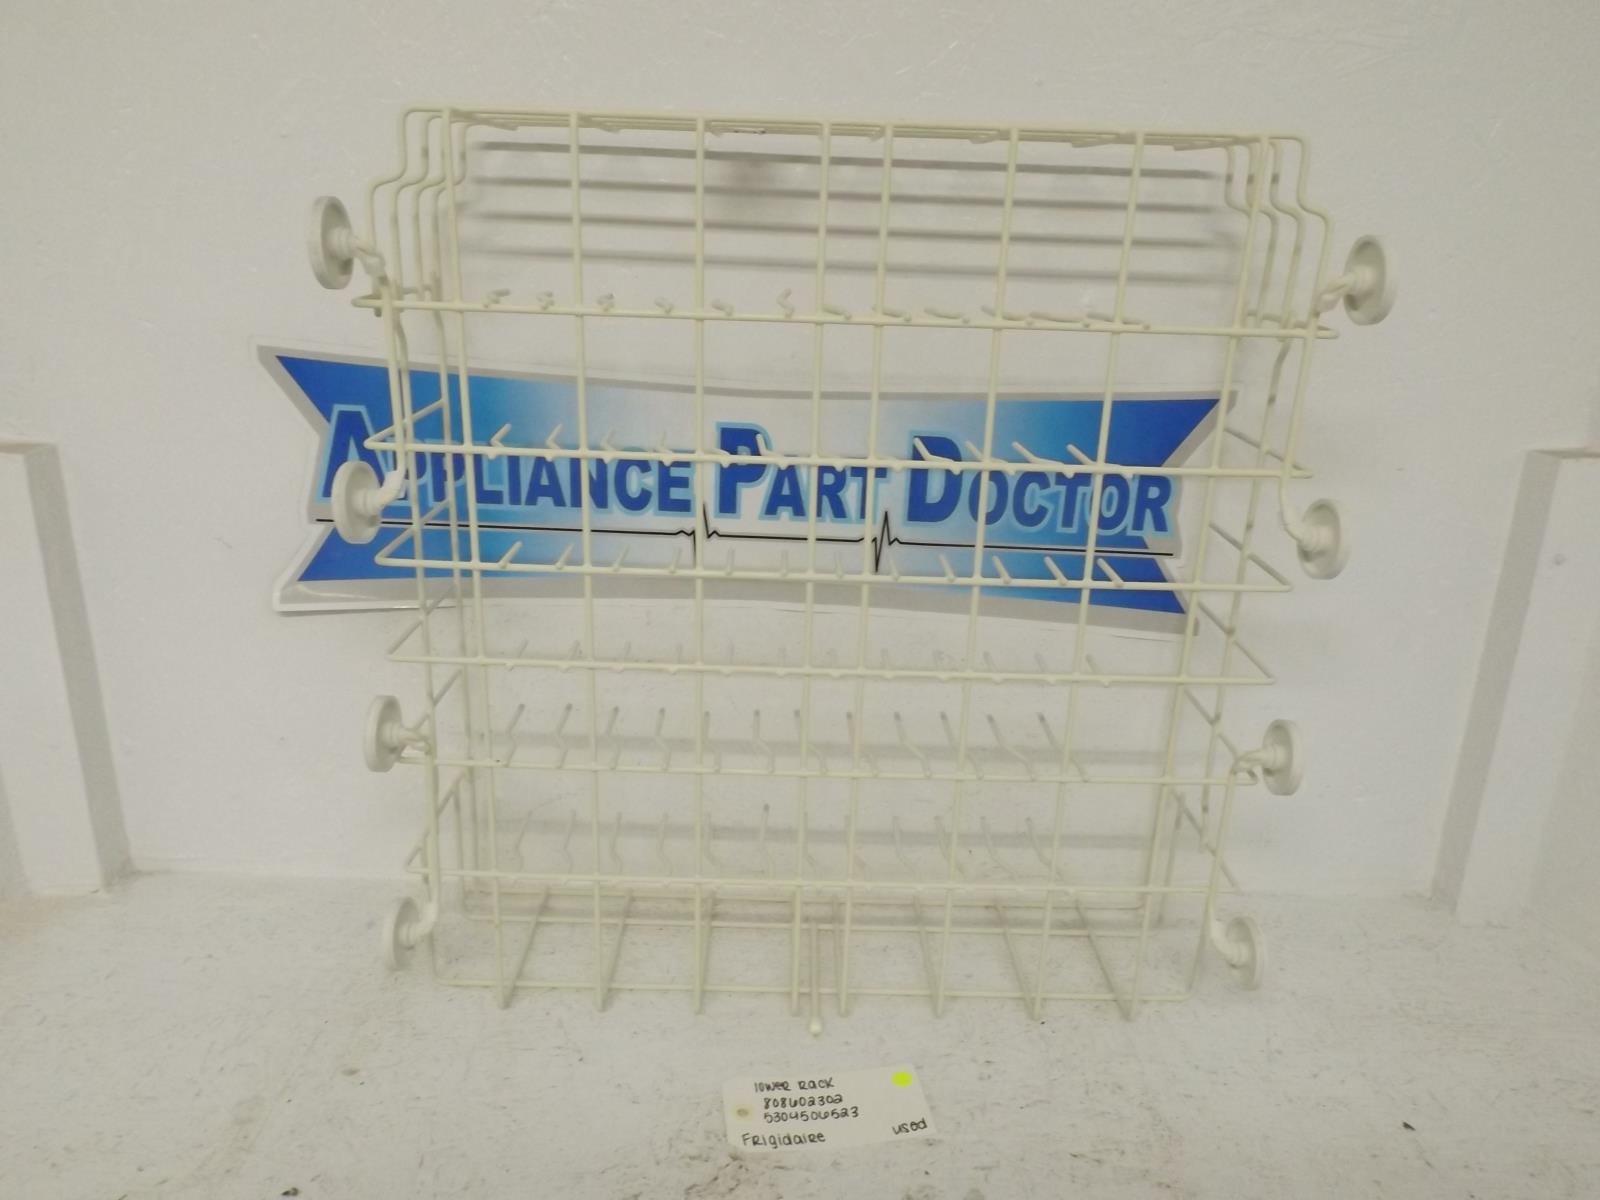 APPLIANCE PART DOCTOR
lower rack
808602302
5304506523
Frigidaire used